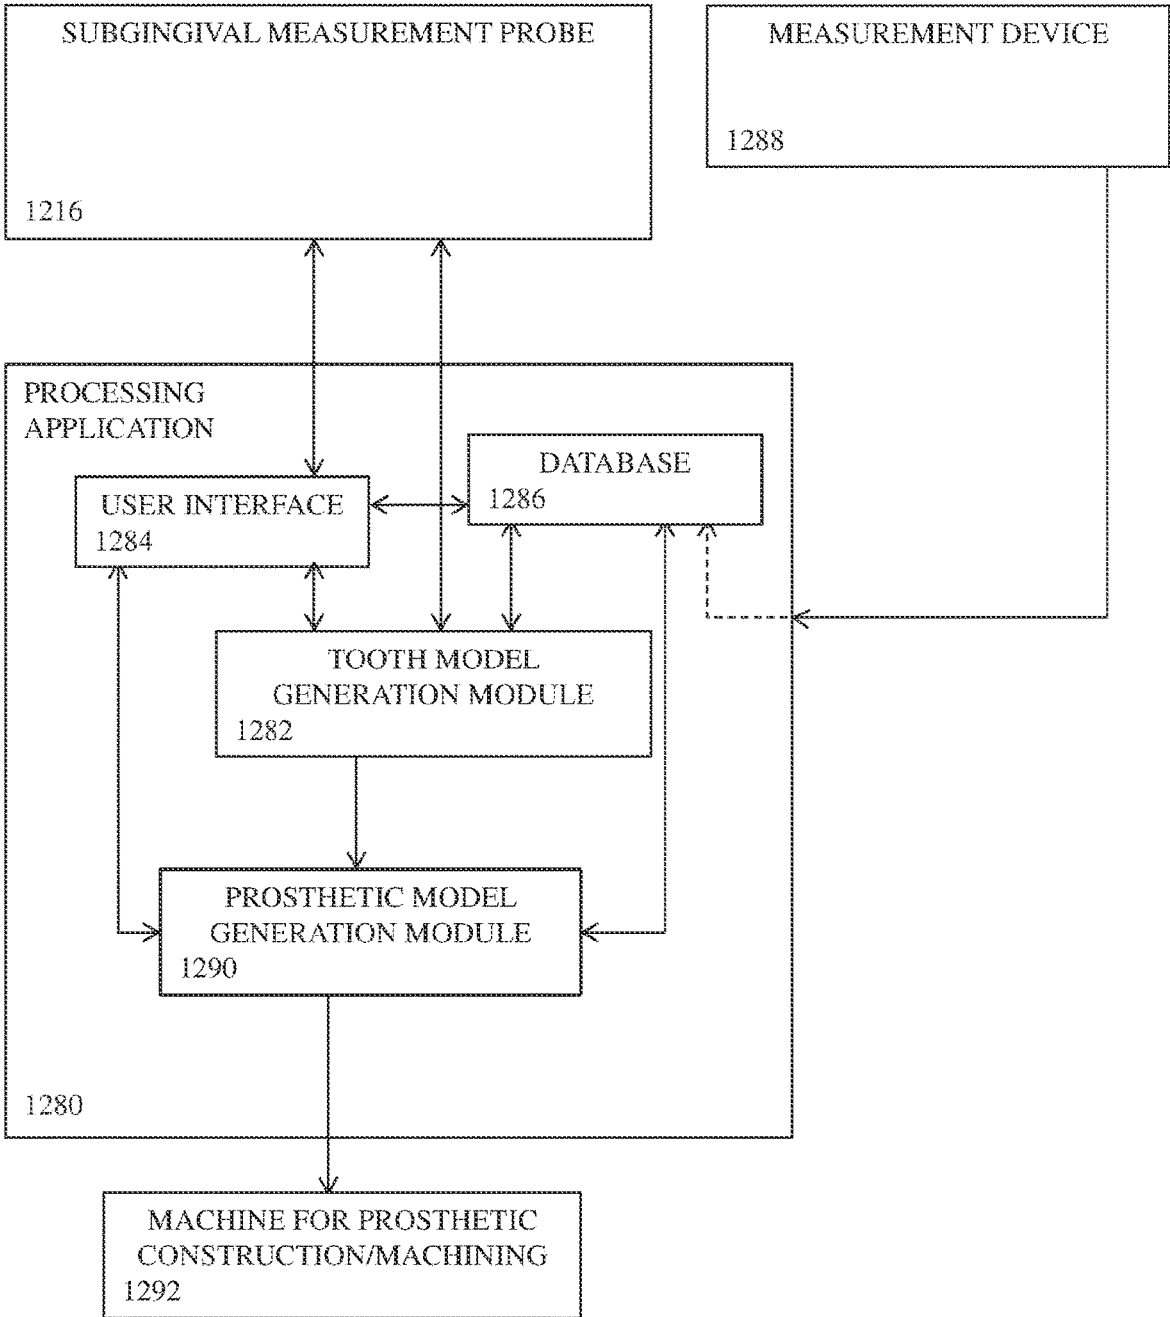 SUBGINGIVAL MEASUREMENT PROBE
1216
MEASUREMENT DEVICE
1288
PROCESSING
APPLICATION
DATABASE
1286
USER INTERFACE
1284
TOOTH MODEL
GENERATION MODULE
1282
PROSTHETIC MODEL
GENERATION MODULE
1290
1280
MACHINE FOR PROSTHETIC
CONSTRUCTION/MACHINING
1292